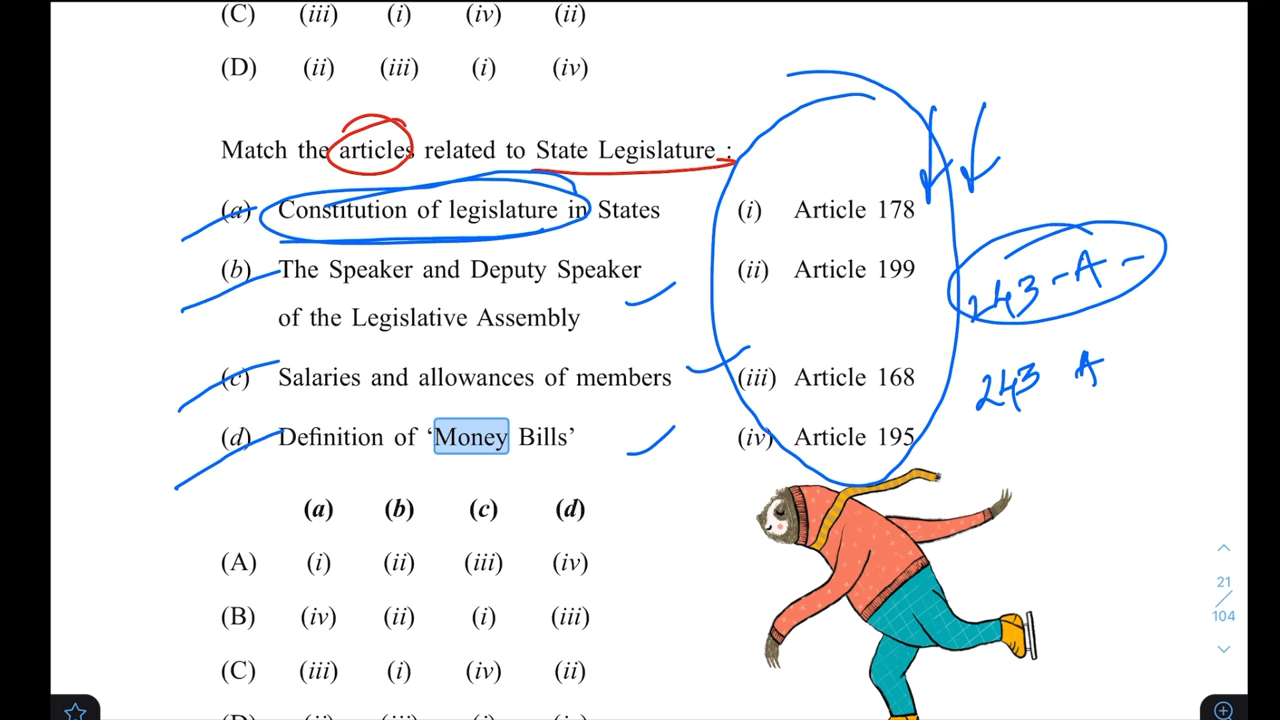 (C) (iii) (i) (iv) (ii)
(D) (ii) (iii) (i) (iv)
Match the articles related to State Legislature :
(a) Constitution of legislature in States (i) Article 178
(b) The Speaker and Deputy Speaker (ii) Article 199
of the Legislative Assembly
243-A-
(c) Salaries and allowances of members (iii) Article 168
243 A
(d) Definition of ‘Money Bills’ (iv) Article 195
(a) (b) (c) (d)
(A) (i) (ii) (iii) (iv)
(B) (iv) (ii) (i) (iii)
21
104
(C) (iii) (i) (iv) (ii)